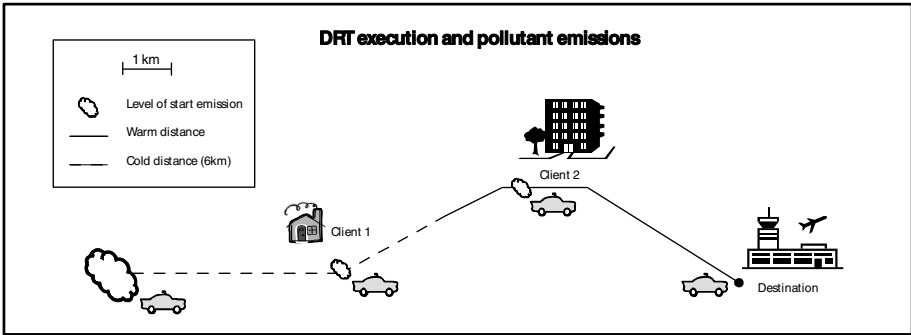 DRT execution and pollutant emissions
1 km
Level of start emission
Warm distance
Cold distance (6km)
Client 2
Client 1
Destination